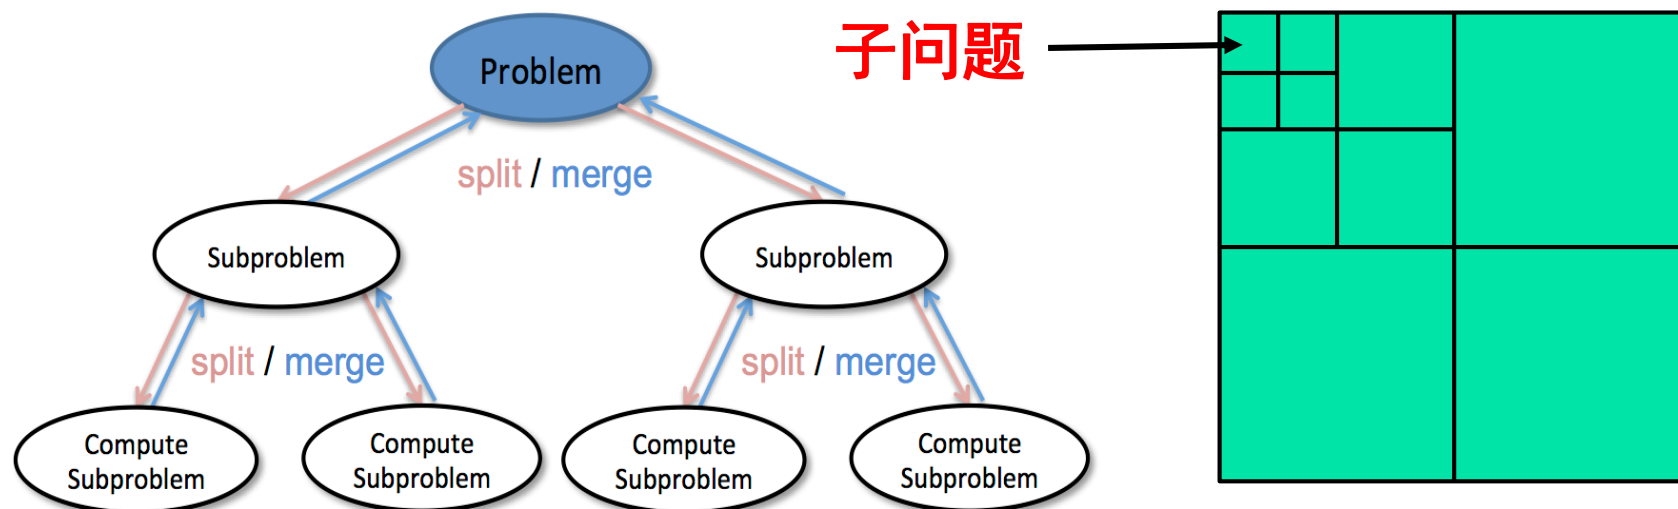 Problem
子问题
split / merge
Subproblem
Subproblem
split / merge
split / merge
Compute
Subproblem
Compute
Subproblem
Compute
Subproblem
Compute
Subproblem